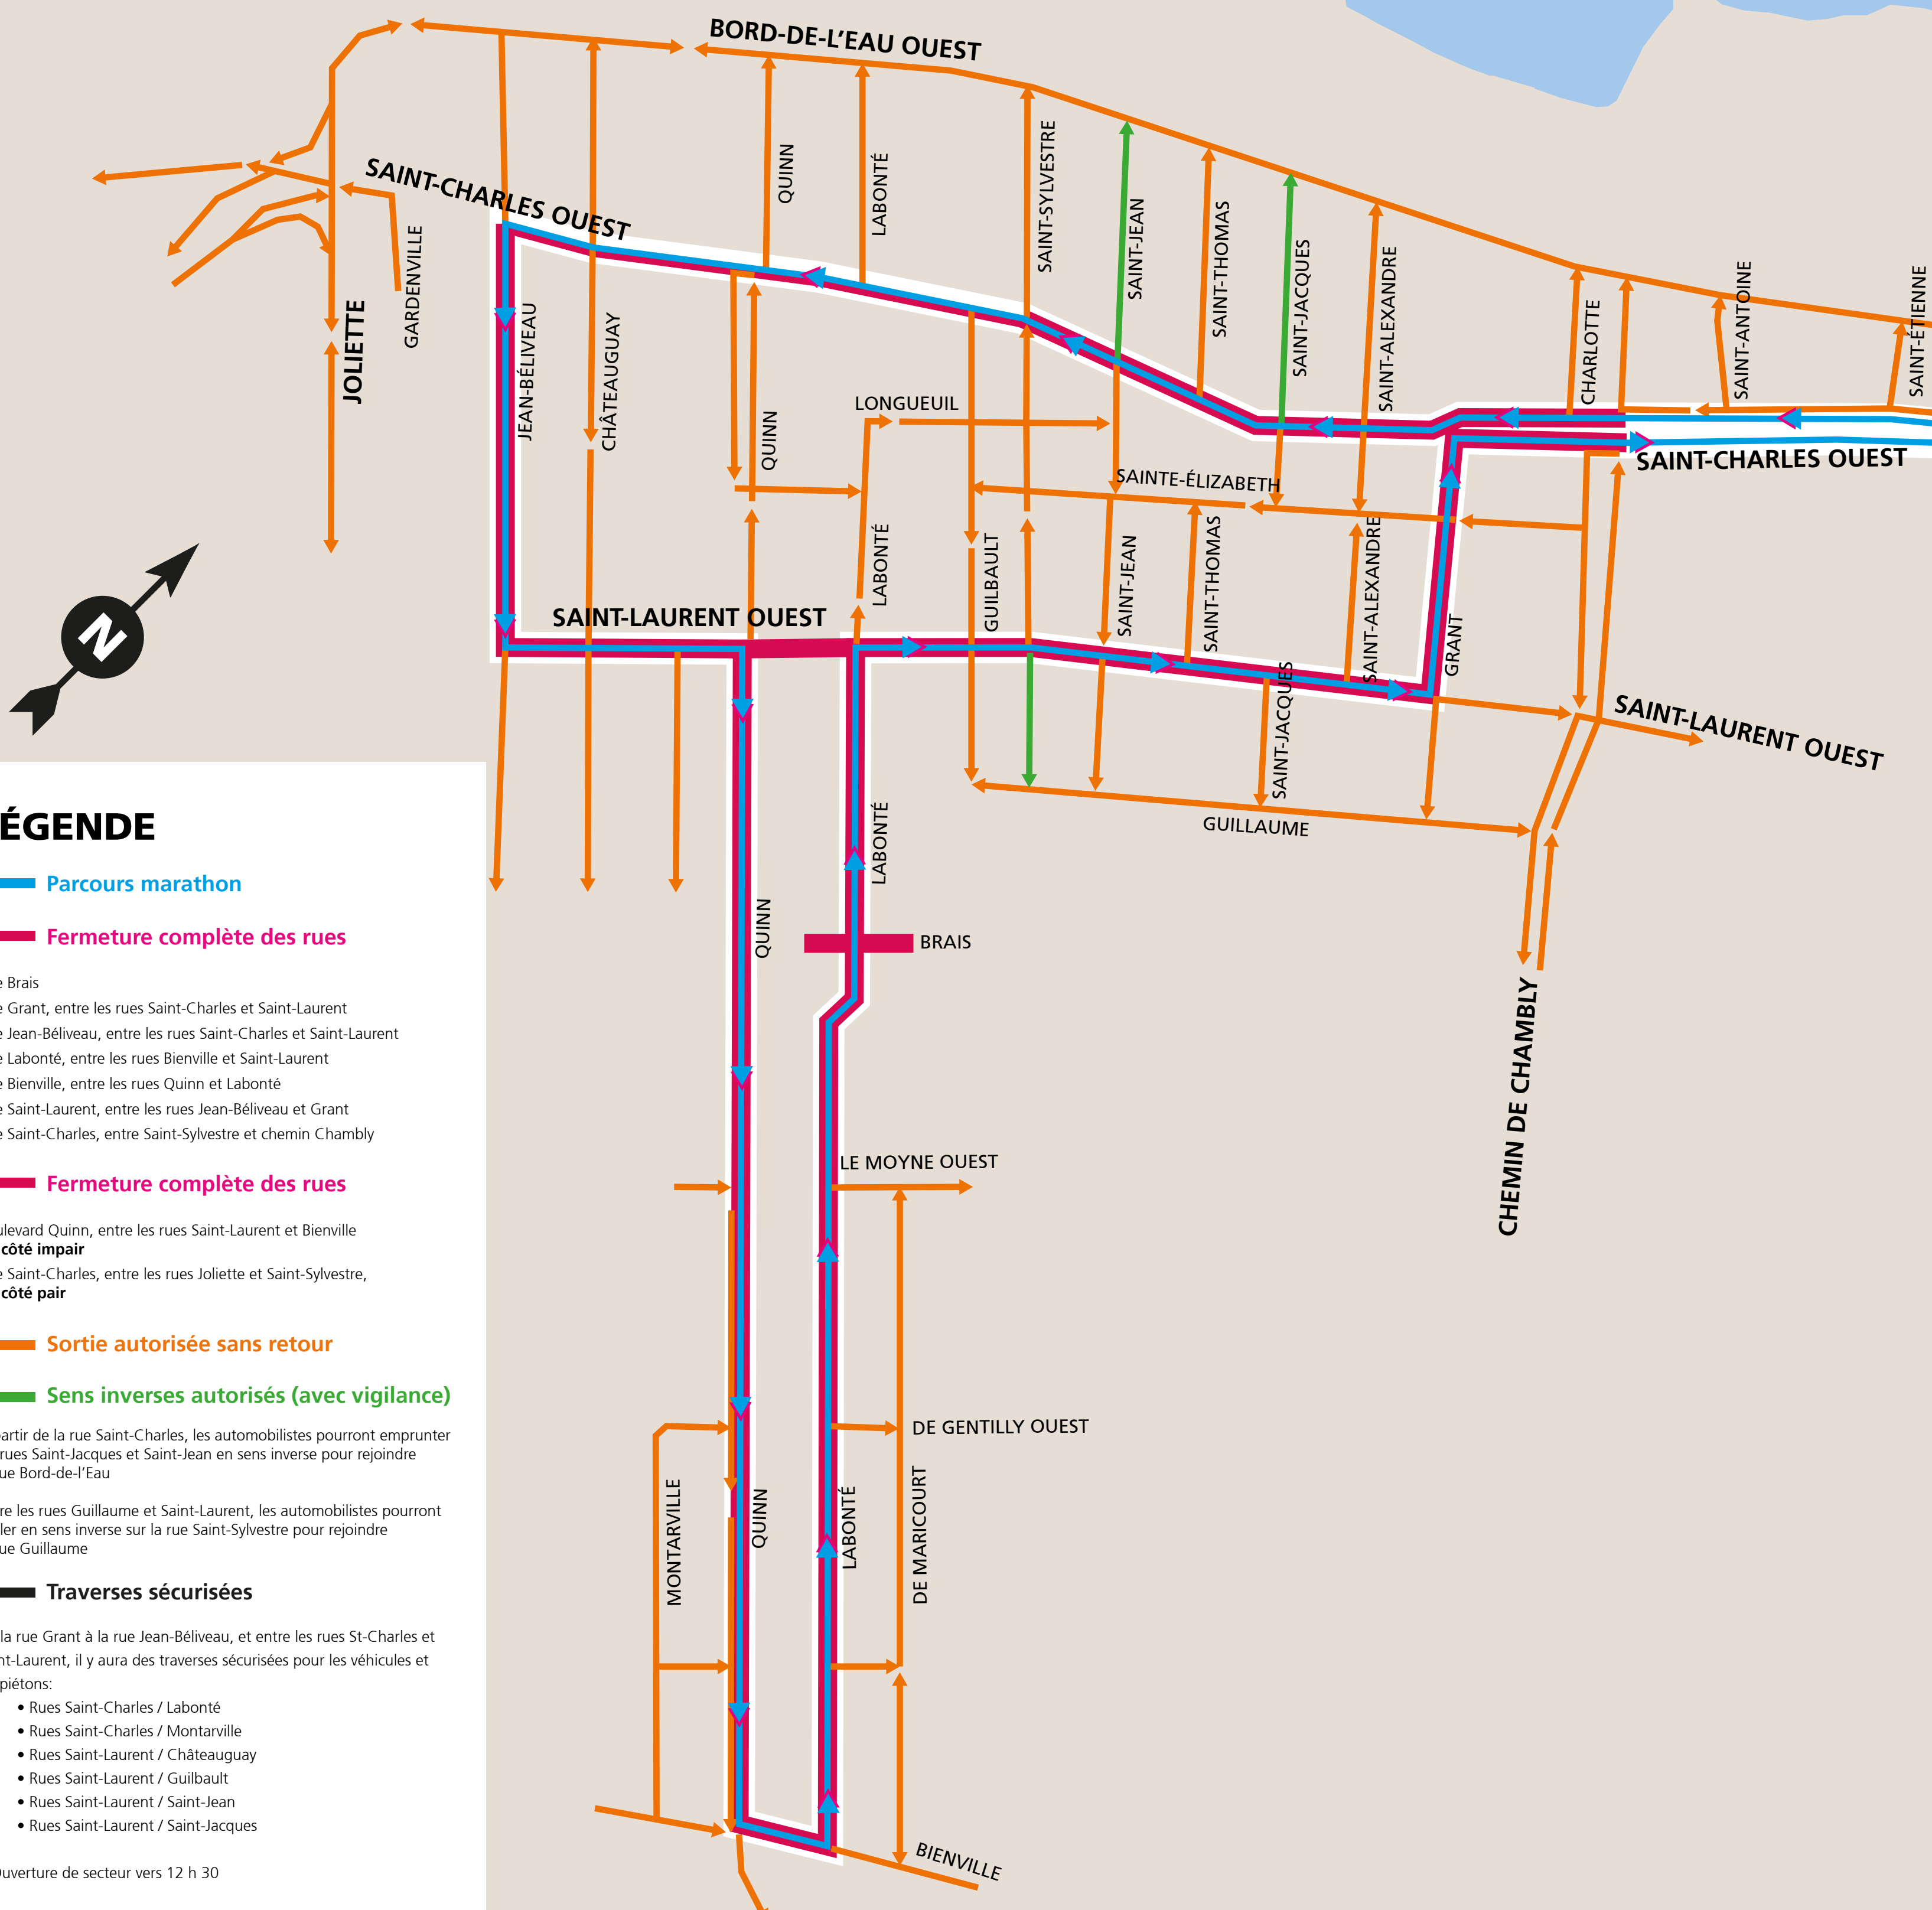 BORD-DE-L'EAU OUEST
SAINT-CHARLES OUEST
QUINN
LABONTÉ
SAINT-SYLVESTRE
SAINT-JEAN
SAINT-THOMAS
SAINT-JACQUES
SAINT-ALEXANDRE
CHARLOTTE
SAINT-ANTOINE
SAINT-ÉTIENNE
GARDENVILLE
JOLIETTE
JEAN-BÉLIVEAU
CHÂTEAUGUAY
QUINN
LONGUEUIL
SAINTE-ÉLIZABETH
SAINT-CHARLES OUEST
LABONTÉ
GUILBAULT
SAINT-JEAN
SAINT-THOMAS
SAINT-ALEXANDRE
GRANT
N
SAINT-LAURENT OUEST
SAINT-JACQUES
SAINT-LAURENT OUEST
GUILLAUME
LABONTÉ
QUINN
BRAIS
CHEMIN DE CHAMBLY
LE MOYNE OUEST
DE GENTILLY OUEST
MONTARVILLE
QUINN
LABONTÉ
DE MARICOURT
BIENVILLE
ÉGENDE
Parcours marathon
Fermeture complète des rues
e Brais
e Grant, entre les rues Saint-Charles et Saint-Laurent
e Jean-Béliveau, entre les rues Saint-Charles et Saint-Laurent
e Labonté, entre les rues Bienville et Saint-Laurent
e Bienville, entre les rues Quinn et Labonté
e Saint-Laurent, entre les rues Jean-Béliveau et Grant
e Saint-Charles, entre Saint-Sylvestre et chemin Chambly
Fermeture complète des rues
ulevard Quinn, entre les rues Saint-Laurent et Bienville
côté impair
e Saint-Charles, entre les rues Joliette et Saint-Sylvestre,
côté pair
Sortie autorisée sans retour
Sens inverses autorisés (avec vigilance)
partir de la rue Saint-Charles, les automobilistes pourront emprunter
rues Saint-Jacques et Saint-Jean en sens inverse pour rejoindre
ue Bord-de-l'Eau
re les rues Guillaume et Saint-Laurent, les automobilistes pourront
ler en sens inverse sur la rue Saint-Sylvestre pour rejoindre
ue Guillaume
Traverses sécurisées
la rue Grant à la rue Jean-Béliveau, et entre les rues St-Charles et
nt-Laurent, il y aura des traverses sécurisées pour les véhicules et
piétons:
• Rues Saint-Charles / Labonté
• Rues Saint-Charles / Montarville
• Rues Saint-Laurent / Châteauguay
• Rues Saint-Laurent / Guilbault
• Rues Saint-Laurent / Saint-Jean
• Rues Saint-Laurent / Saint-Jacques
Ouverture de secteur vers 12 h 30